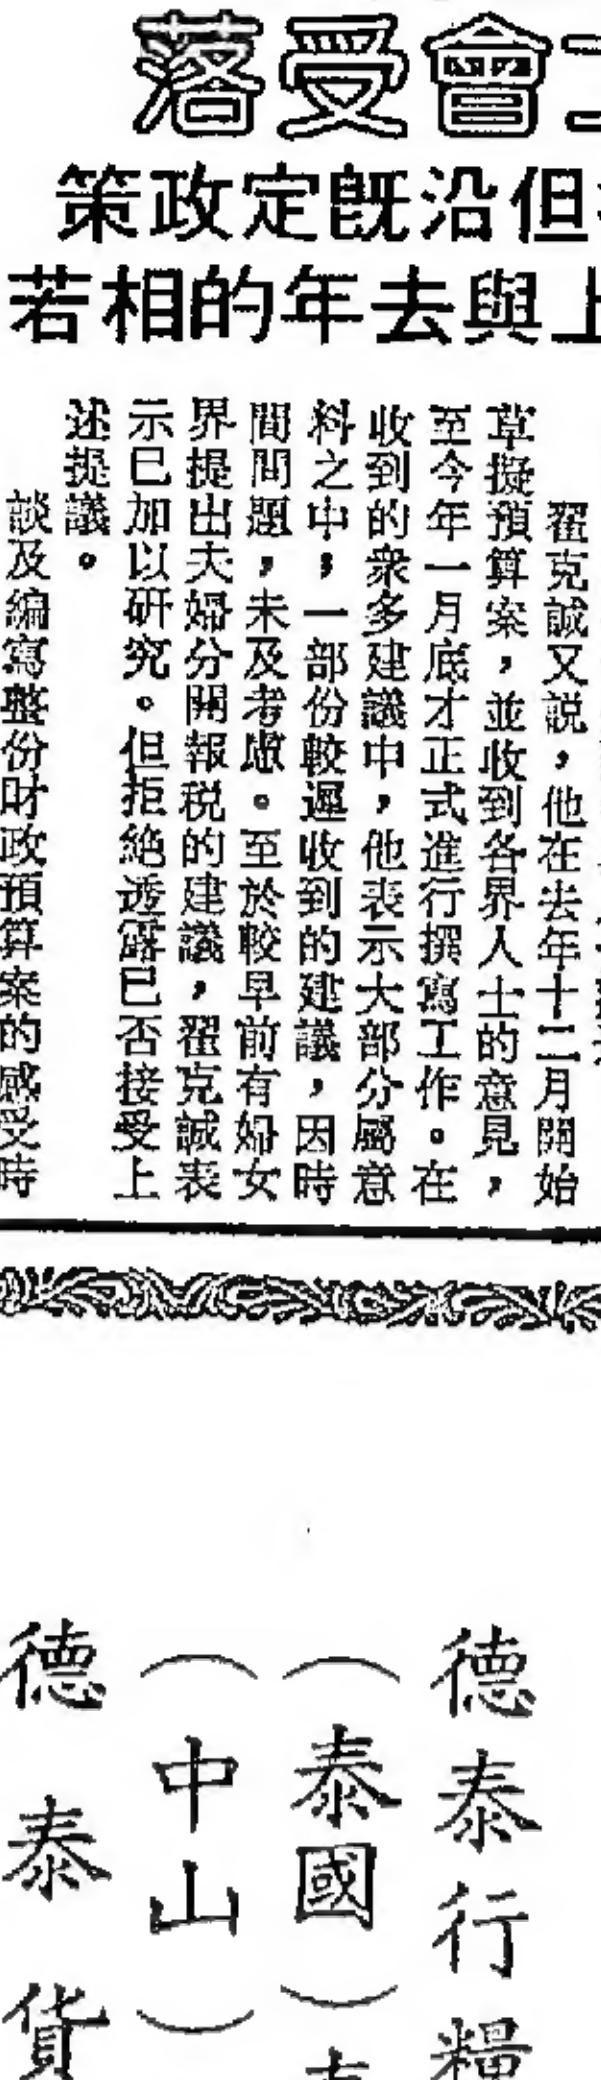 會受落
但沿既定政策
上與去年的相若
翟克誠又説，他在去年十二月開始
草擬預算案，並收到各界人士的意見，
至今年一月底才正式進行撰寫工作。在
收到的衆多建議中，他表示大部分屬意
料之中；一部份較遲收到的建議，因時
間問題，未及考慮。至於較早前有婦女
界提出夫婦分開報税的建議，翟克誠表
示已加以研究。但拒絶透露已否接受上
述提議。
談及編寫整份財政預算案的感受時
德泰行糧
（泰國）
（中山）
德泰貨